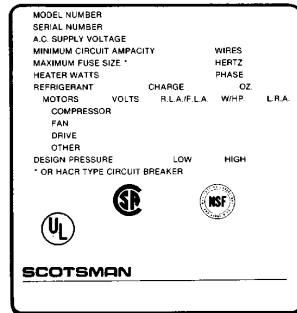 MODEL NUMBER
SERIAL NUMBER
A.C. SUPPLY VOLTAGE
MINIMUM CIRCUIT AMPACITY WIRES
MAXIMUM FUSE SIZE * HERTZ
HEATER WATTS PHASE
REFRIGERANT CHARGE OZ.
MOTORS VOLTS R.L.A./F.L.A. W/HP. L.R.A.
COMPRESSOR
FAN
DRIVE
OTHER
DESIGN PRESSURE LOW HIGH
* OR HACR TYPE CIRCUIT BREAKER
SA
NSF
UL
SCOTSMAN